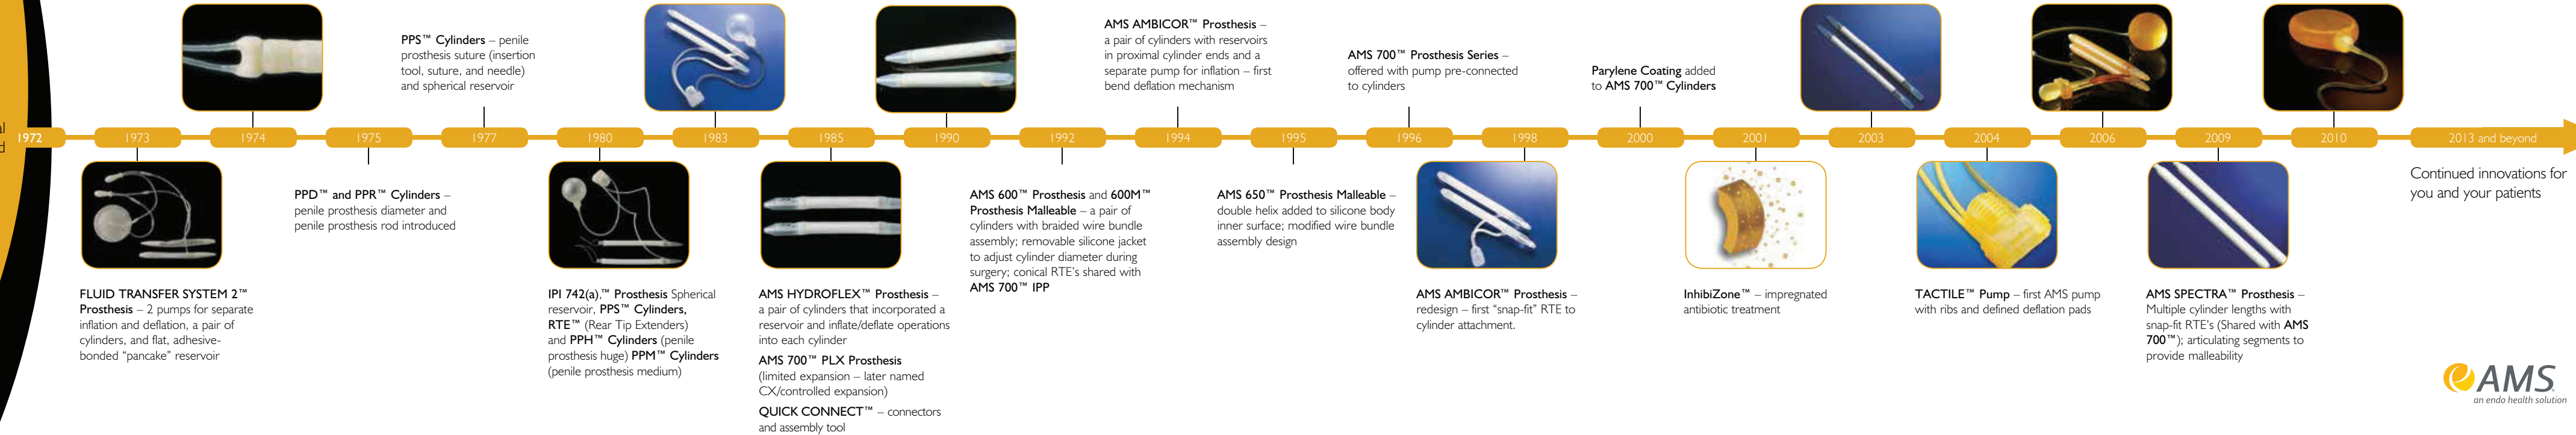 PPS™ Cylinders – penile
prosthesis suture (insertion
tool, suture, and needle)
and spherical reservoir
AMS AMBICOR™ Prosthesis –
a pair of cylinders with reservoirs
in proximal cylinder ends and a
separate pump for inflation – first
bend deflation mechanism
AMS 700™ Prosthesis Series –
offered with pump pre-connected
to cylinders
Parylene Coating added
to AMS 700™ Cylinders
1972
1973
1974
1975
1977
1980
1983
1985
1990
1992
1994
1995
1996
1998
2000
2001
2003
2004
2006
2009
2010
2013 and beyond
FLUID TRANSFER SYSTEM 2™
Prosthesis – 2 pumps for separate
inflation and deflation, a pair of
cylinders, and flat, adhesive-
bonded “pancake” reservoir
PPD™ and PPR™ Cylinders –
penile prosthesis diameter and
penile prosthesis rod introduced
IPI 742(a),™ Prosthesis Spherical
reservoir, PPS™ Cylinders,
RTE™ (Rear Tip Extenders)
and PPH™ Cylinders (penile
prosthesis huge) PPM™ Cylinders
(penile prosthesis medium)
AMS HYDROFLEX™ Prosthesis –
a pair of cylinders that incorporated a
reservoir and inflate/deflate operations
into each cylinder
AMS 700™ PLX Prosthesis
(limited expansion – later named
CX/controlled expansion)
QUICK CONNECT™ – connectors
and assembly tool
AMS 600™ Prosthesis and 600M™
Prosthesis Malleable – a pair of
cylinders with braided wire bundle
assembly; removable silicone jacket
to adjust cylinder diameter during
surgery; conical RTE's shared with
AMS 700™ IPP
AMS 650™ Prosthesis Malleable –
double helix added to silicone body
inner surface; modified wire bundle
assembly design
AMS AMBICOR™ Prosthesis –
redesign – first “snap-fit” RTE to
cylinder attachment.
InhibiZone™ – impregnated
antibiotic treatment
TACTILE™ Pump – first AMS pump
with ribs and defined deflation pads
AMS SPECTRA™ Prosthesis –
Multiple cylinder lengths with
snap-fit RTE's (Shared with AMS
700™); articulating segments to
provide malleability
Continued innovations for
you and your patients
AMS
an endo health solution